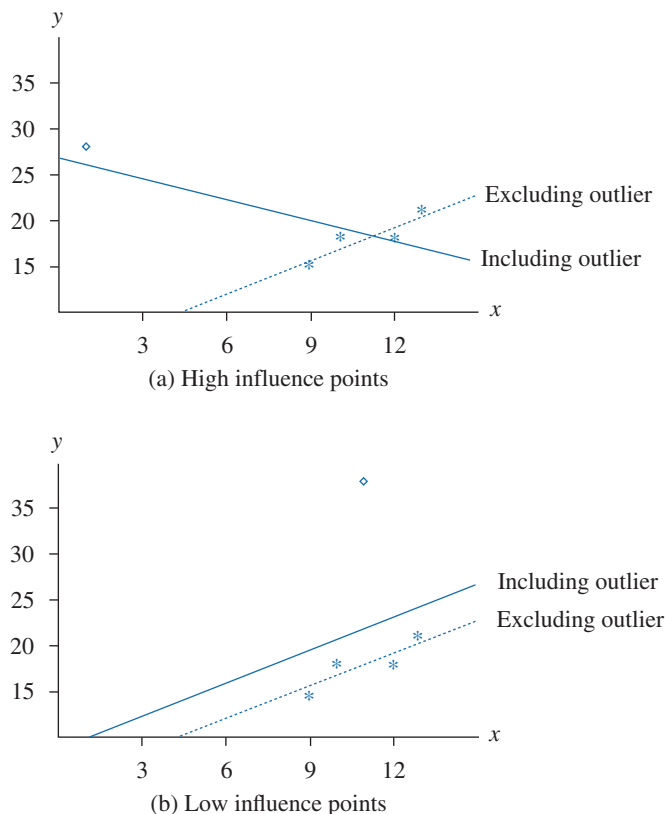 y
35
30
25
20
15
Excluding outlier
Including outlier
x
3 6 9 12
(a) High influence points
y
35
30
25
20
15
Including outlier
Excluding outlier
x
3 6 9 12
(b) Low influence points